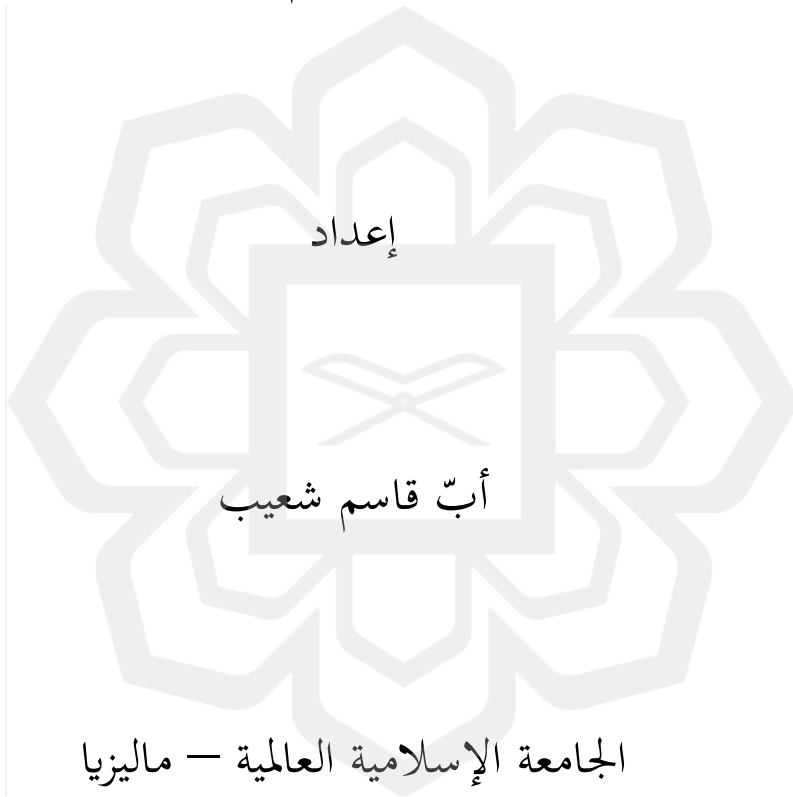 إعداد
أبّ قاسم شعيب
الجامعة الإسلامية العالمية – ماليزيا